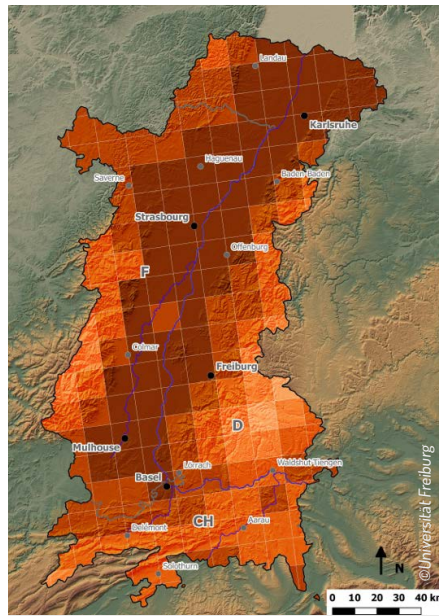 Landau
Karlsruhe
Haguenau
Saverne
Baden-Baden
Strasbourg
Offenburg
F
Colmar
Freiburg
D
Mulhouse
Lörrach
Waldshut-Tiengen
Basel
CH
Delémont
Aarau
Solothurn
N
0 10 20 30 40 km
©Universität Freiburg